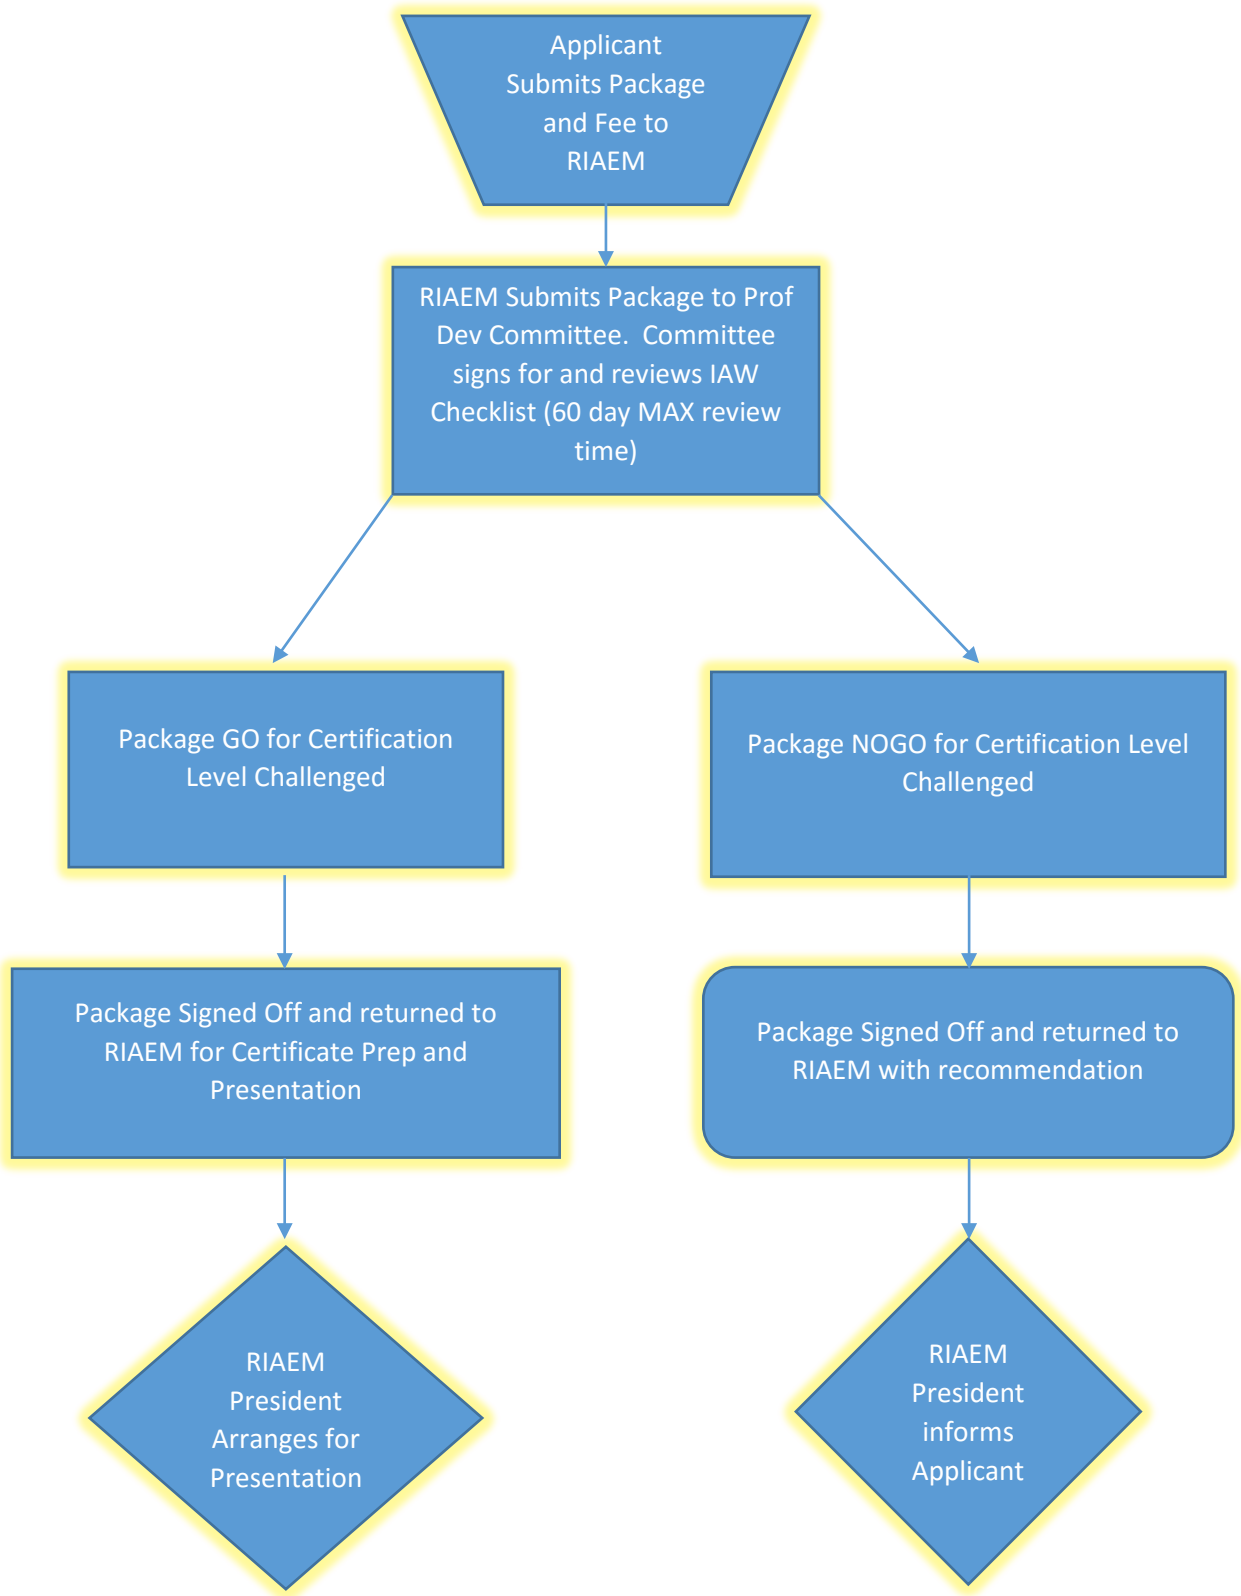 Applicant
Submits Package
and Fee to
RIAEM
RIAEM Submits Package to Prof
Dev Committee.  Committee
signs for and reviews IAW
Checklist (60 day MAX review
time)
Package GO for Certification
Level Challenged
Package NOGO for Certification Level
Challenged
Package Signed Off and returned to
RIAEM for Certificate Prep and
Presentation
Package Signed Off and returned to
RIAEM with recommendation
RIAEM
President
Arranges for
Presentation
RIAEM
President
informs
Applicant